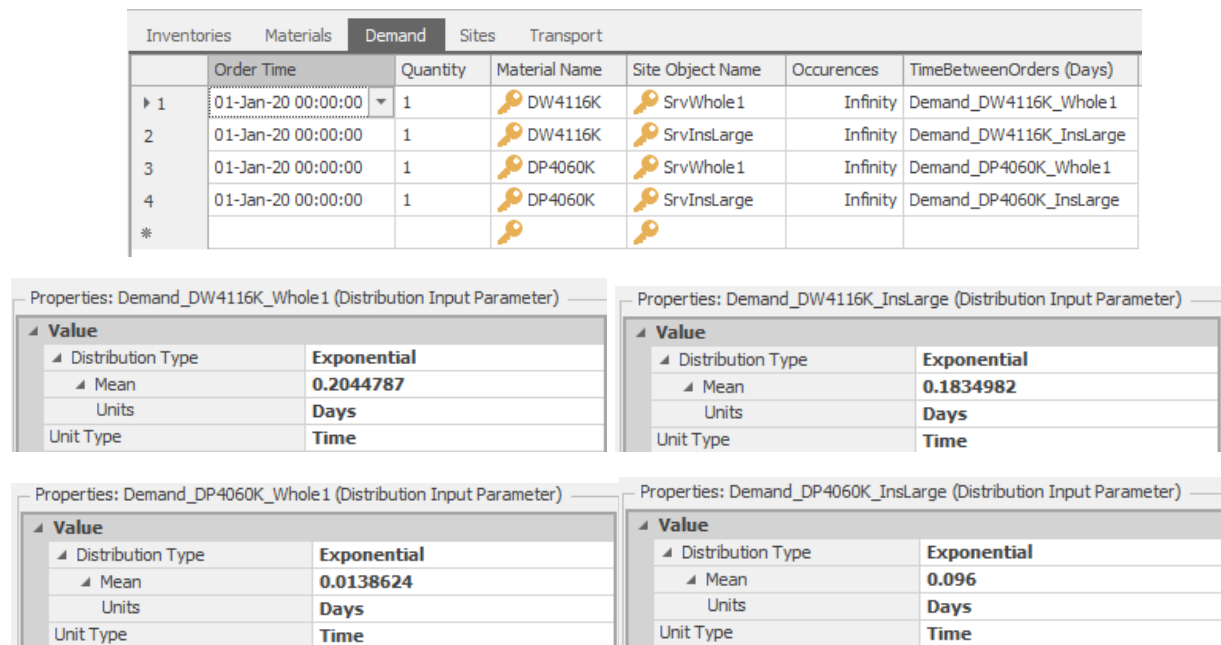 Inventories Materials Demand Sites Transport
Order Time Quantity Material Name Site Object Name Occurences TimeBetweenOrders (Days)
1 01-Jan-20 00:00:00 1 DW4116K SrvWhole1 Infinity Demand_DW4116K_Whole1
2 01-Jan-20 00:00:00 1 DW4116K SrvInsLarge Infinity Demand_DW4116K_InsLarge
3 01-Jan-20 00:00:00 1 DP4060K SrvWhole1 Infinity Demand_DP4060K_Whole1
4 01-Jan-20 00:00:00 1 DP4060K SrvInsLarge Infinity Demand_DP4060K_InsLarge
Properties: Demand_DW4116K_Whole1 (Distribution Input Parameter)
Value
Distribution Type Exponential
Mean 0.2044787
Units Days
Unit Type Time
Properties: Demand_DW4116K_InsLarge (Distribution Input Parameter)
Value
Distribution Type Exponential
Mean 0.1834982
Units Days
Unit Type Time
Properties: Demand_DP4060K_Whole1 (Distribution Input Parameter)
Value
Distribution Type Exponential
Mean 0.0138624
Units Days
Unit Type Time
Properties: Demand_DP4060K_InsLarge (Distribution Input Parameter)
Value
Distribution Type Exponential
Mean 0.096
Units Days
Unit Type Time